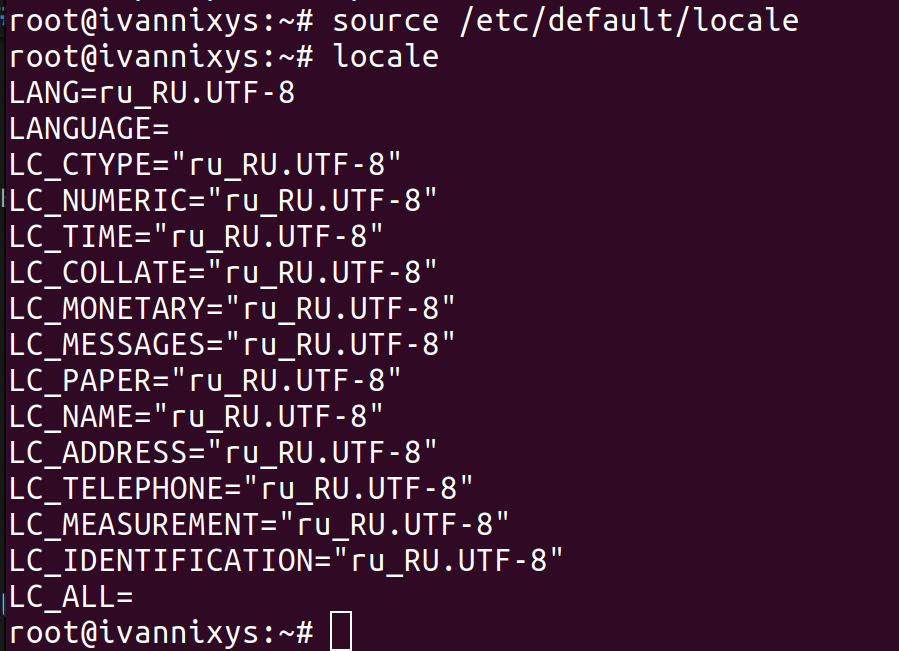 root@ivannixys:~# source /etc/default/locale
root@ivannixys:~# locale
LANG=ru_RU.UTF-8
LANGUAGE=
LC_CTYPE="ru_RU.UTF-8"
LC_NUMERIC="ru_RU.UTF-8"
LC_TIME="ru_RU.UTF-8"
LC_COLLATE="ru_RU.UTF-8"
LC_MONETARY="ru_RU.UTF-8"
LC_MESSAGES="ru_RU.UTF-8"
LC_PAPER="ru_RU.UTF-8"
LC_NAME="ru_RU.UTF-8"
LC_ADDRESS="ru_RU.UTF-8"
LC_TELEPHONE="ru_RU.UTF-8"
LC_MEASUREMENT="ru_RU.UTF-8"
LC_IDENTIFICATION="ru_RU.UTF-8"
LC_ALL=
root@ivannixys:~#